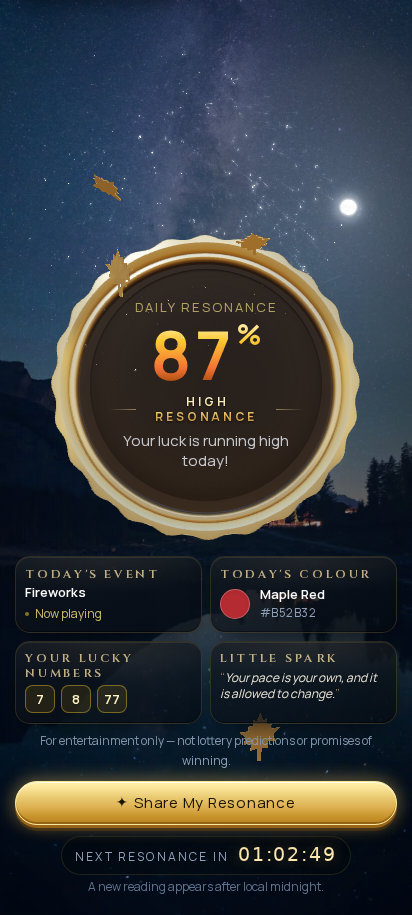 DAILY RESONANCE
87%
HIGH
RESONANCE
Your luck is running high
today!
TODAY'S EVENT
Fireworks
• Now playing
TODAY'S COLOUR
Maple Red
#B52B32
YOUR LUCKY
NUMBERS
7 8 77
LITTLE SPARK
"Your pace is your own, and it
is allowed to change."
For entertainment only — not lottery predictions or promises of
winning.
✦ Share My Resonance
NEXT RESONANCE IN 01:02:49
A new reading appears after local midnight.